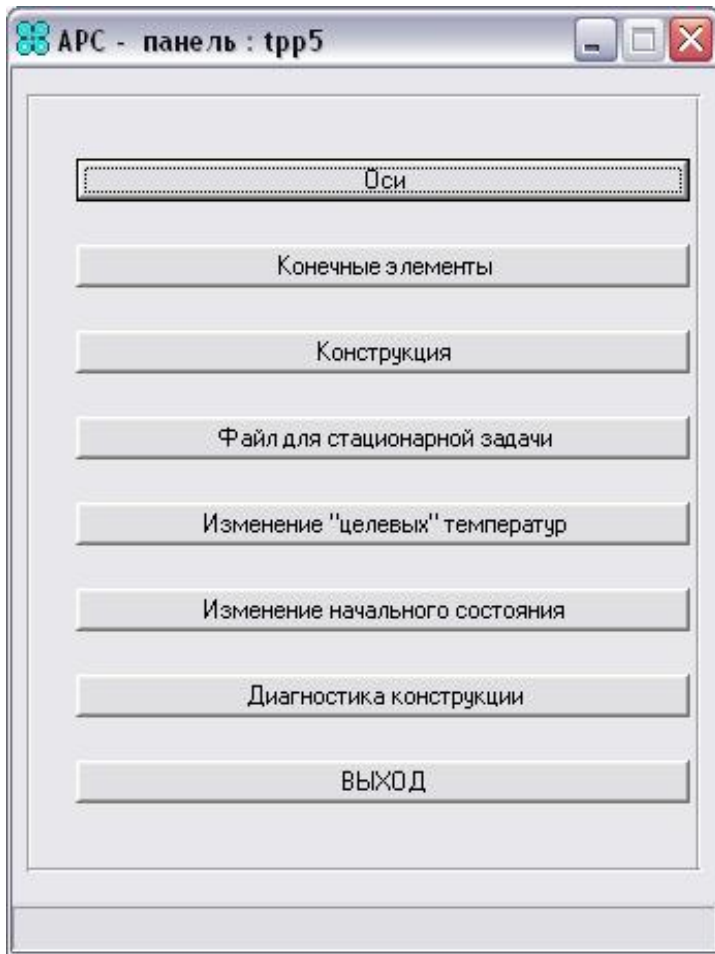 АРС - панель : tpp5
Оси
Конечные элементы
Конструкция
Файл для стационарной задачи
Изменение "целевых" температур
Изменение начального состояния
Диагностика конструкции
ВЫХОД